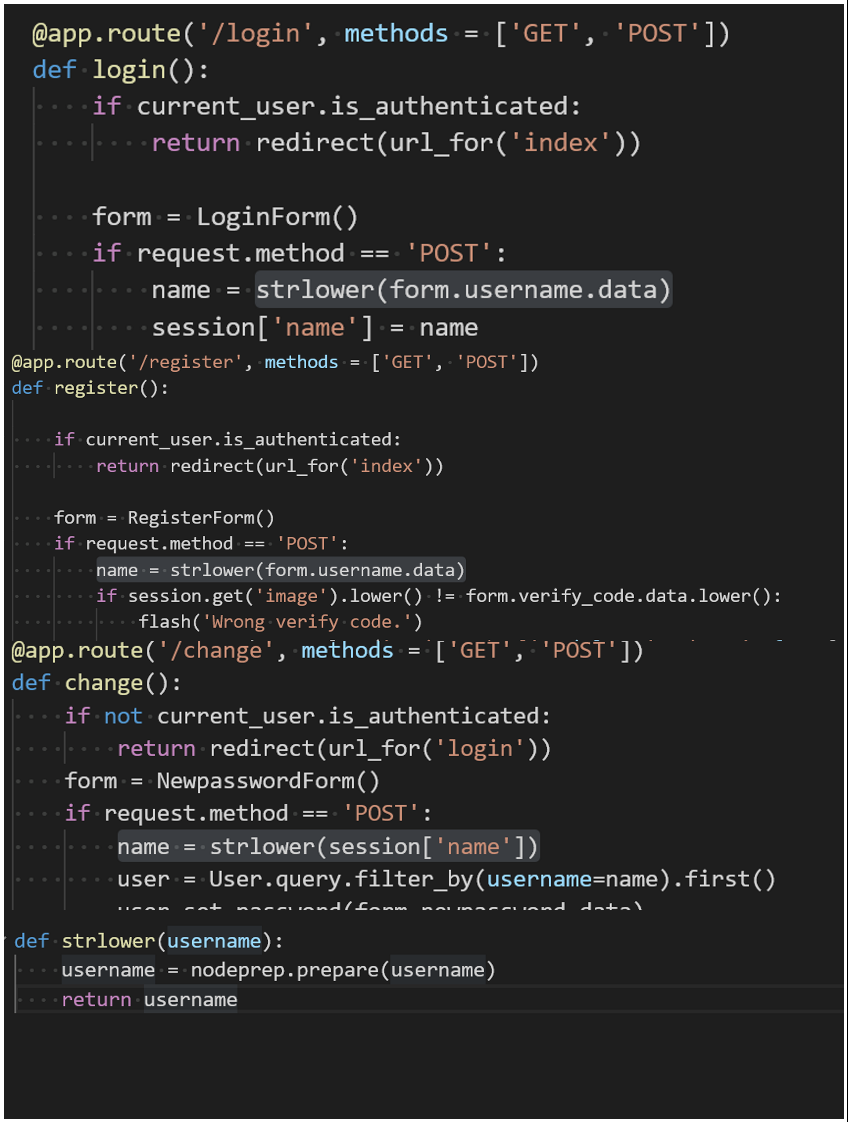 @app.route('/login', methods = ['GET', 'POST'])
def login():
    if current_user.is_authenticated:
        return redirect(url_for('index'))
    form = LoginForm()
    if request.method == 'POST':
        name = strlower(form.username.data)
        session['name'] = name
@app.route('/register', methods = ['GET', 'POST'])
def register():
    if current_user.is_authenticated:
        return redirect(url_for('index'))
    form = RegisterForm()
    if request.method == 'POST':
        name = strlower(form.username.data)
        if session.get('image').lower() != form.verify_code.data.lower():
            flash('Wrong verify code.')
@app.route('/change', methods = ['GET', 'POST'])
def change():
    if not current_user.is_authenticated:
        return redirect(url_for('login'))
    form = NewpasswordForm()
    if request.method == 'POST':
        name = strlower(session['name'])
        user = User.query.filter_by(username=name).first()
        user.set_password(form.newpassword.data)
def strlower(username):
    username = nodeprep.prepare(username)
    return username